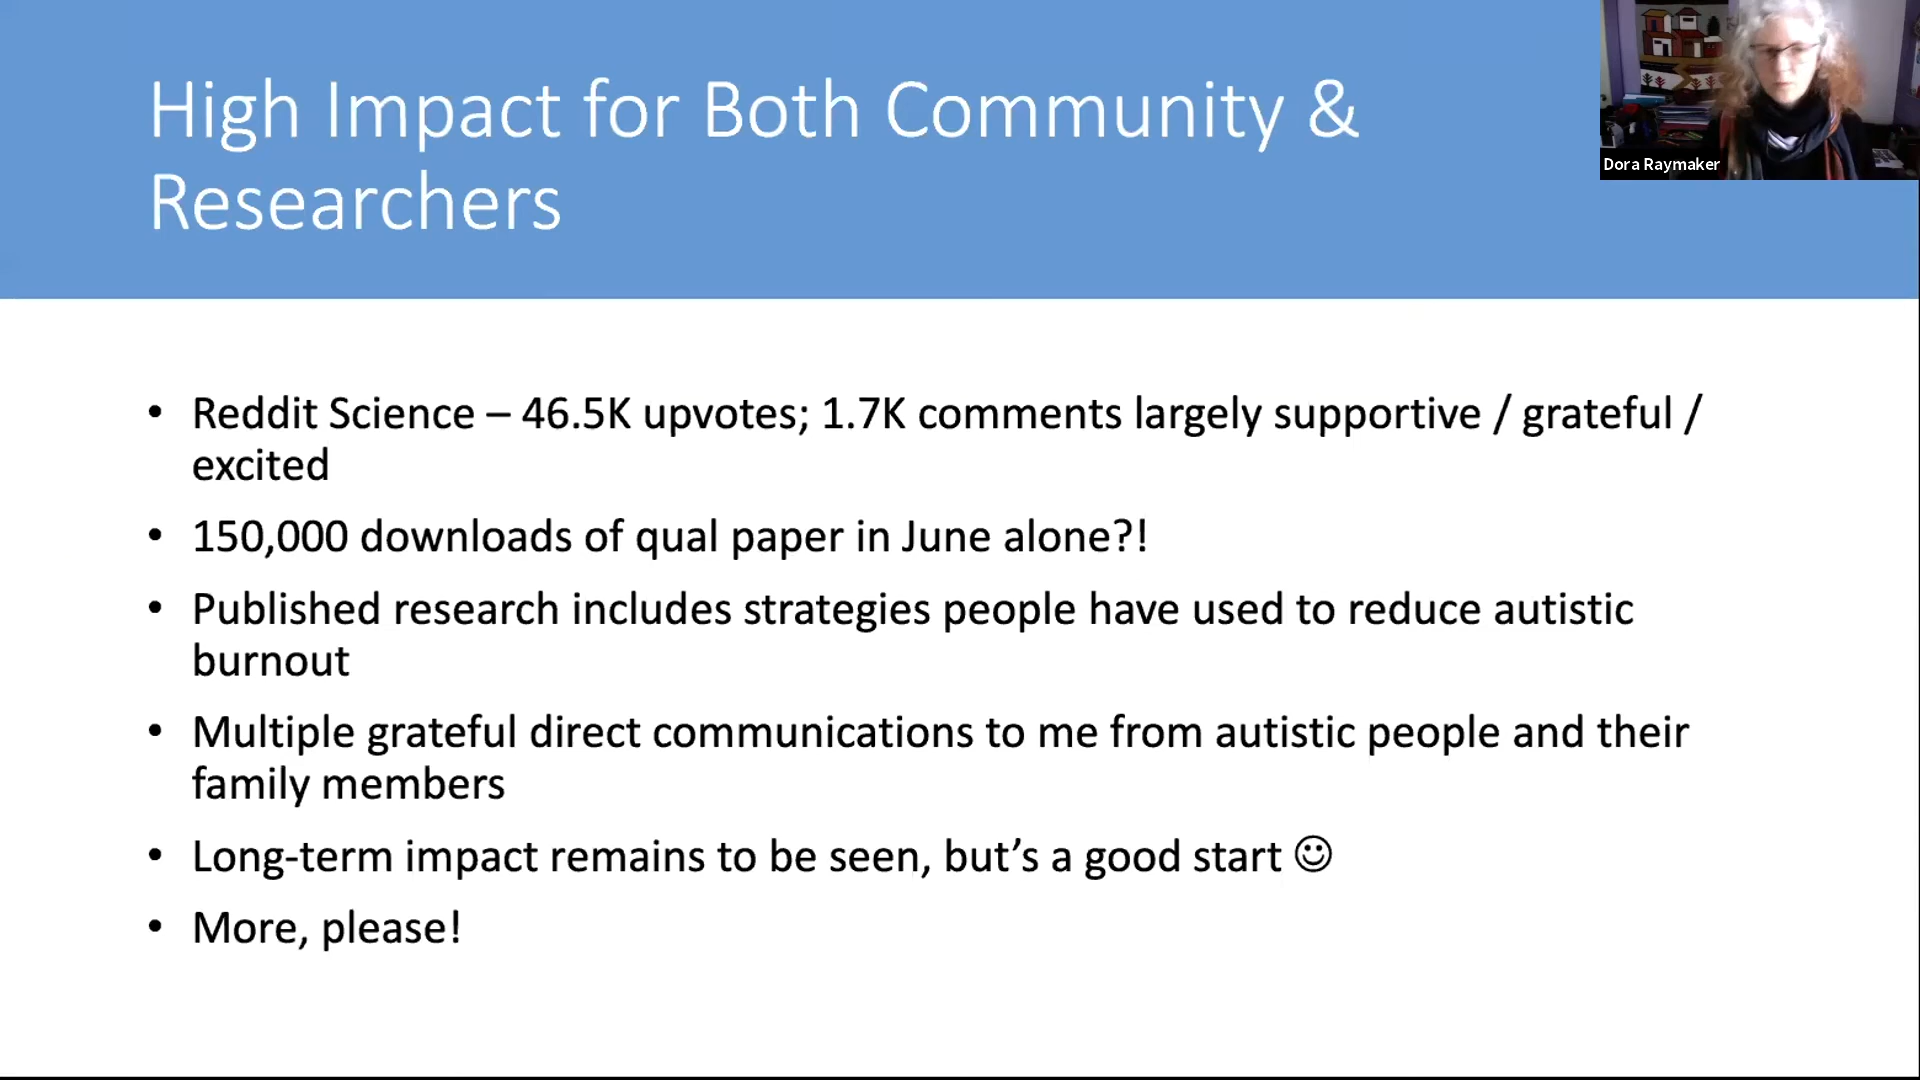 High Impact for Both Community &
Researchers
Dora Raymaker
• Reddit Science – 46.5K upvotes; 1.7K comments largely supportive / grateful /
excited
• 150,000 downloads of qual paper in June alone?!
• Published research includes strategies people have used to reduce autistic
burnout
• Multiple grateful direct communications to me from autistic people and their
family members
• Long-term impact remains to be seen, but’s a good start ☺
• More, please!